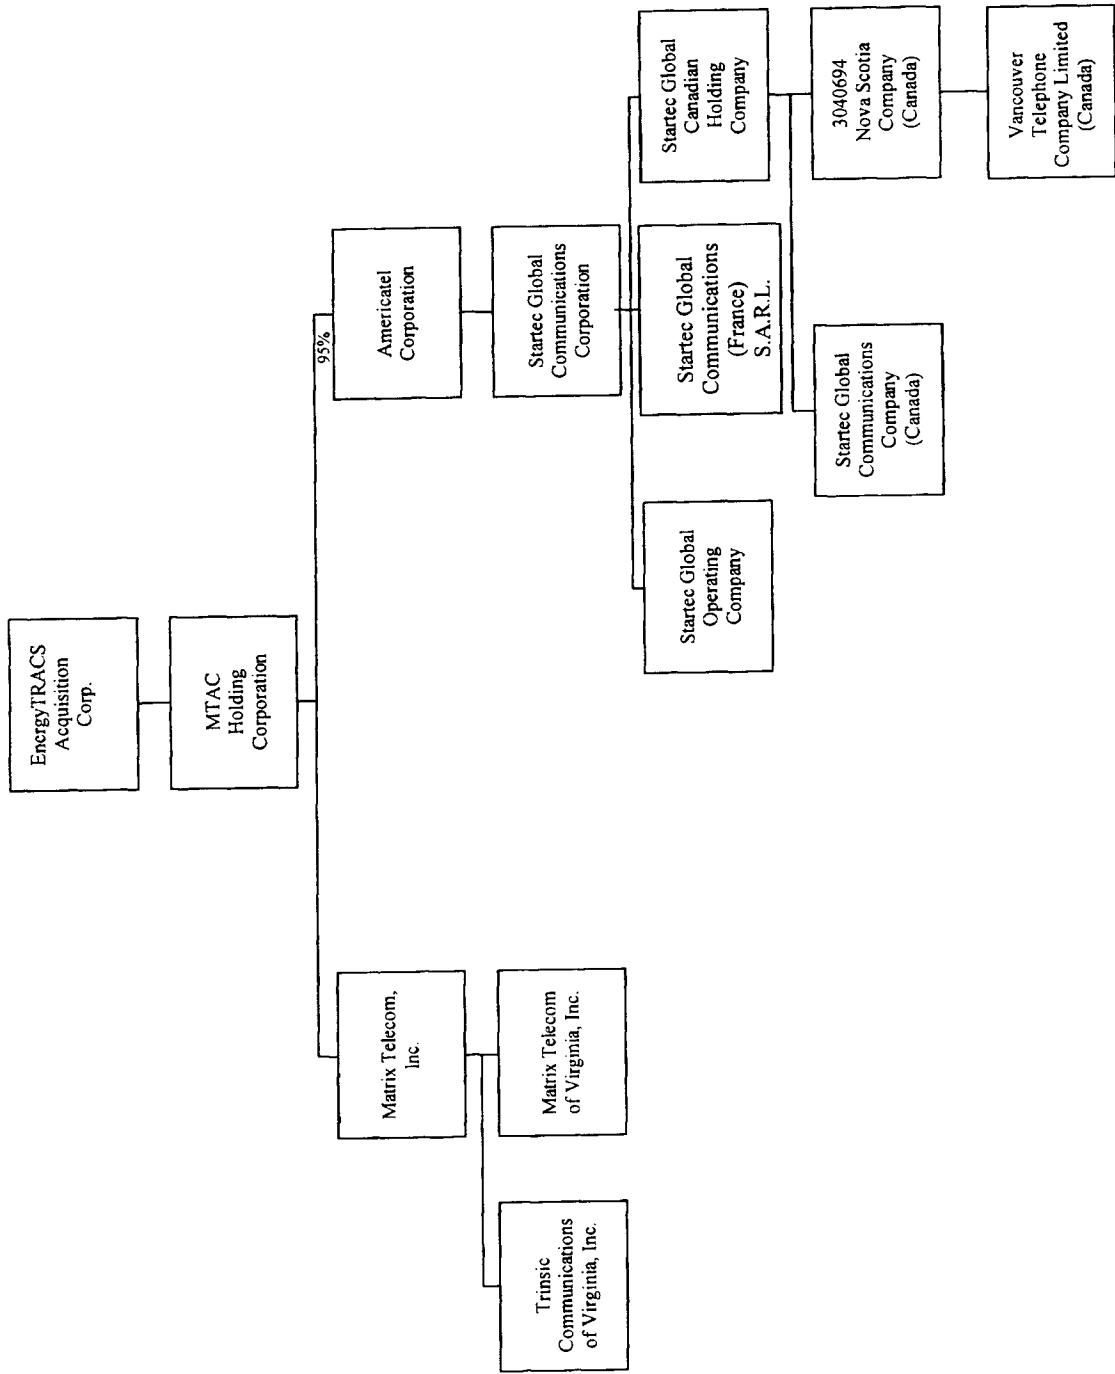 EnergyTRACS
Acquisition
Corp.
MTAC
Holding
Corporation
95%
Matrix Telecom,
Inc.
Americatel
Corporation
Trinsic
Communications
of Virginia, Inc.
Matrix Telecom
of Virginia, Inc.
Startec Global
Communications
Corporation
Startec Global
Operating
Company
Startec Global
Communications
(France)
S.A.R.L.
Startec Global
Canadian
Holding
Company
Startec Global
Communications
Company
(Canada)
3040694
Nova Scotia
Company
(Canada)
Vancouver
Telephone
Company Limited
(Canada)